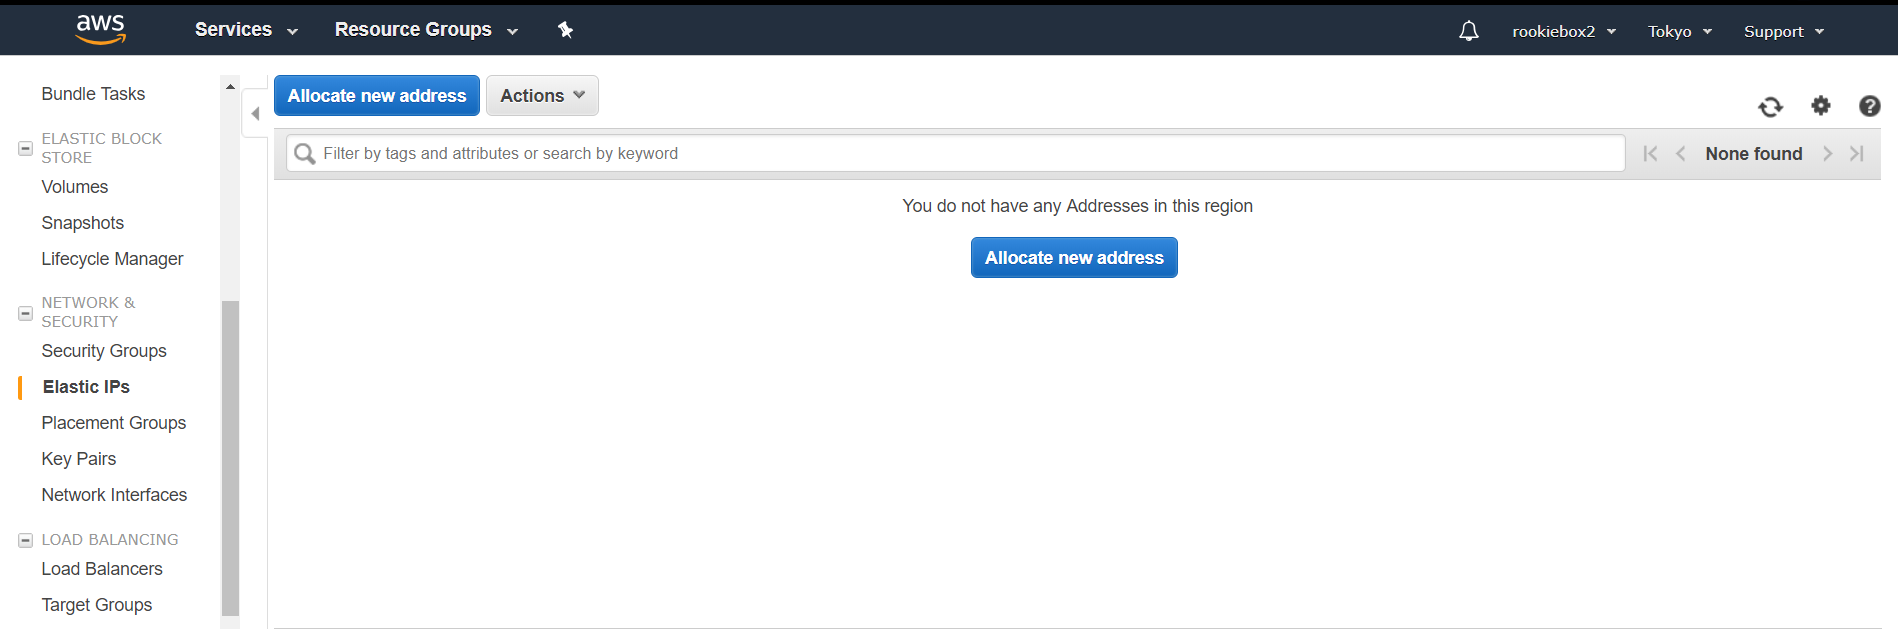 aws Services Resource Groups rookiebox2 Tokyo Support
Bundle Tasks
ELASTIC BLOCK
STORE
Volumes
Snapshots
Lifecycle Manager
NETWORK &
SECURITY
Security Groups
Elastic IPs
Placement Groups
Key Pairs
Network Interfaces
LOAD BALANCING
Load Balancers
Target Groups
Allocate new address Actions
Filter by tags and attributes or search by keyword None found
You do not have any Addresses in this region
Allocate new address